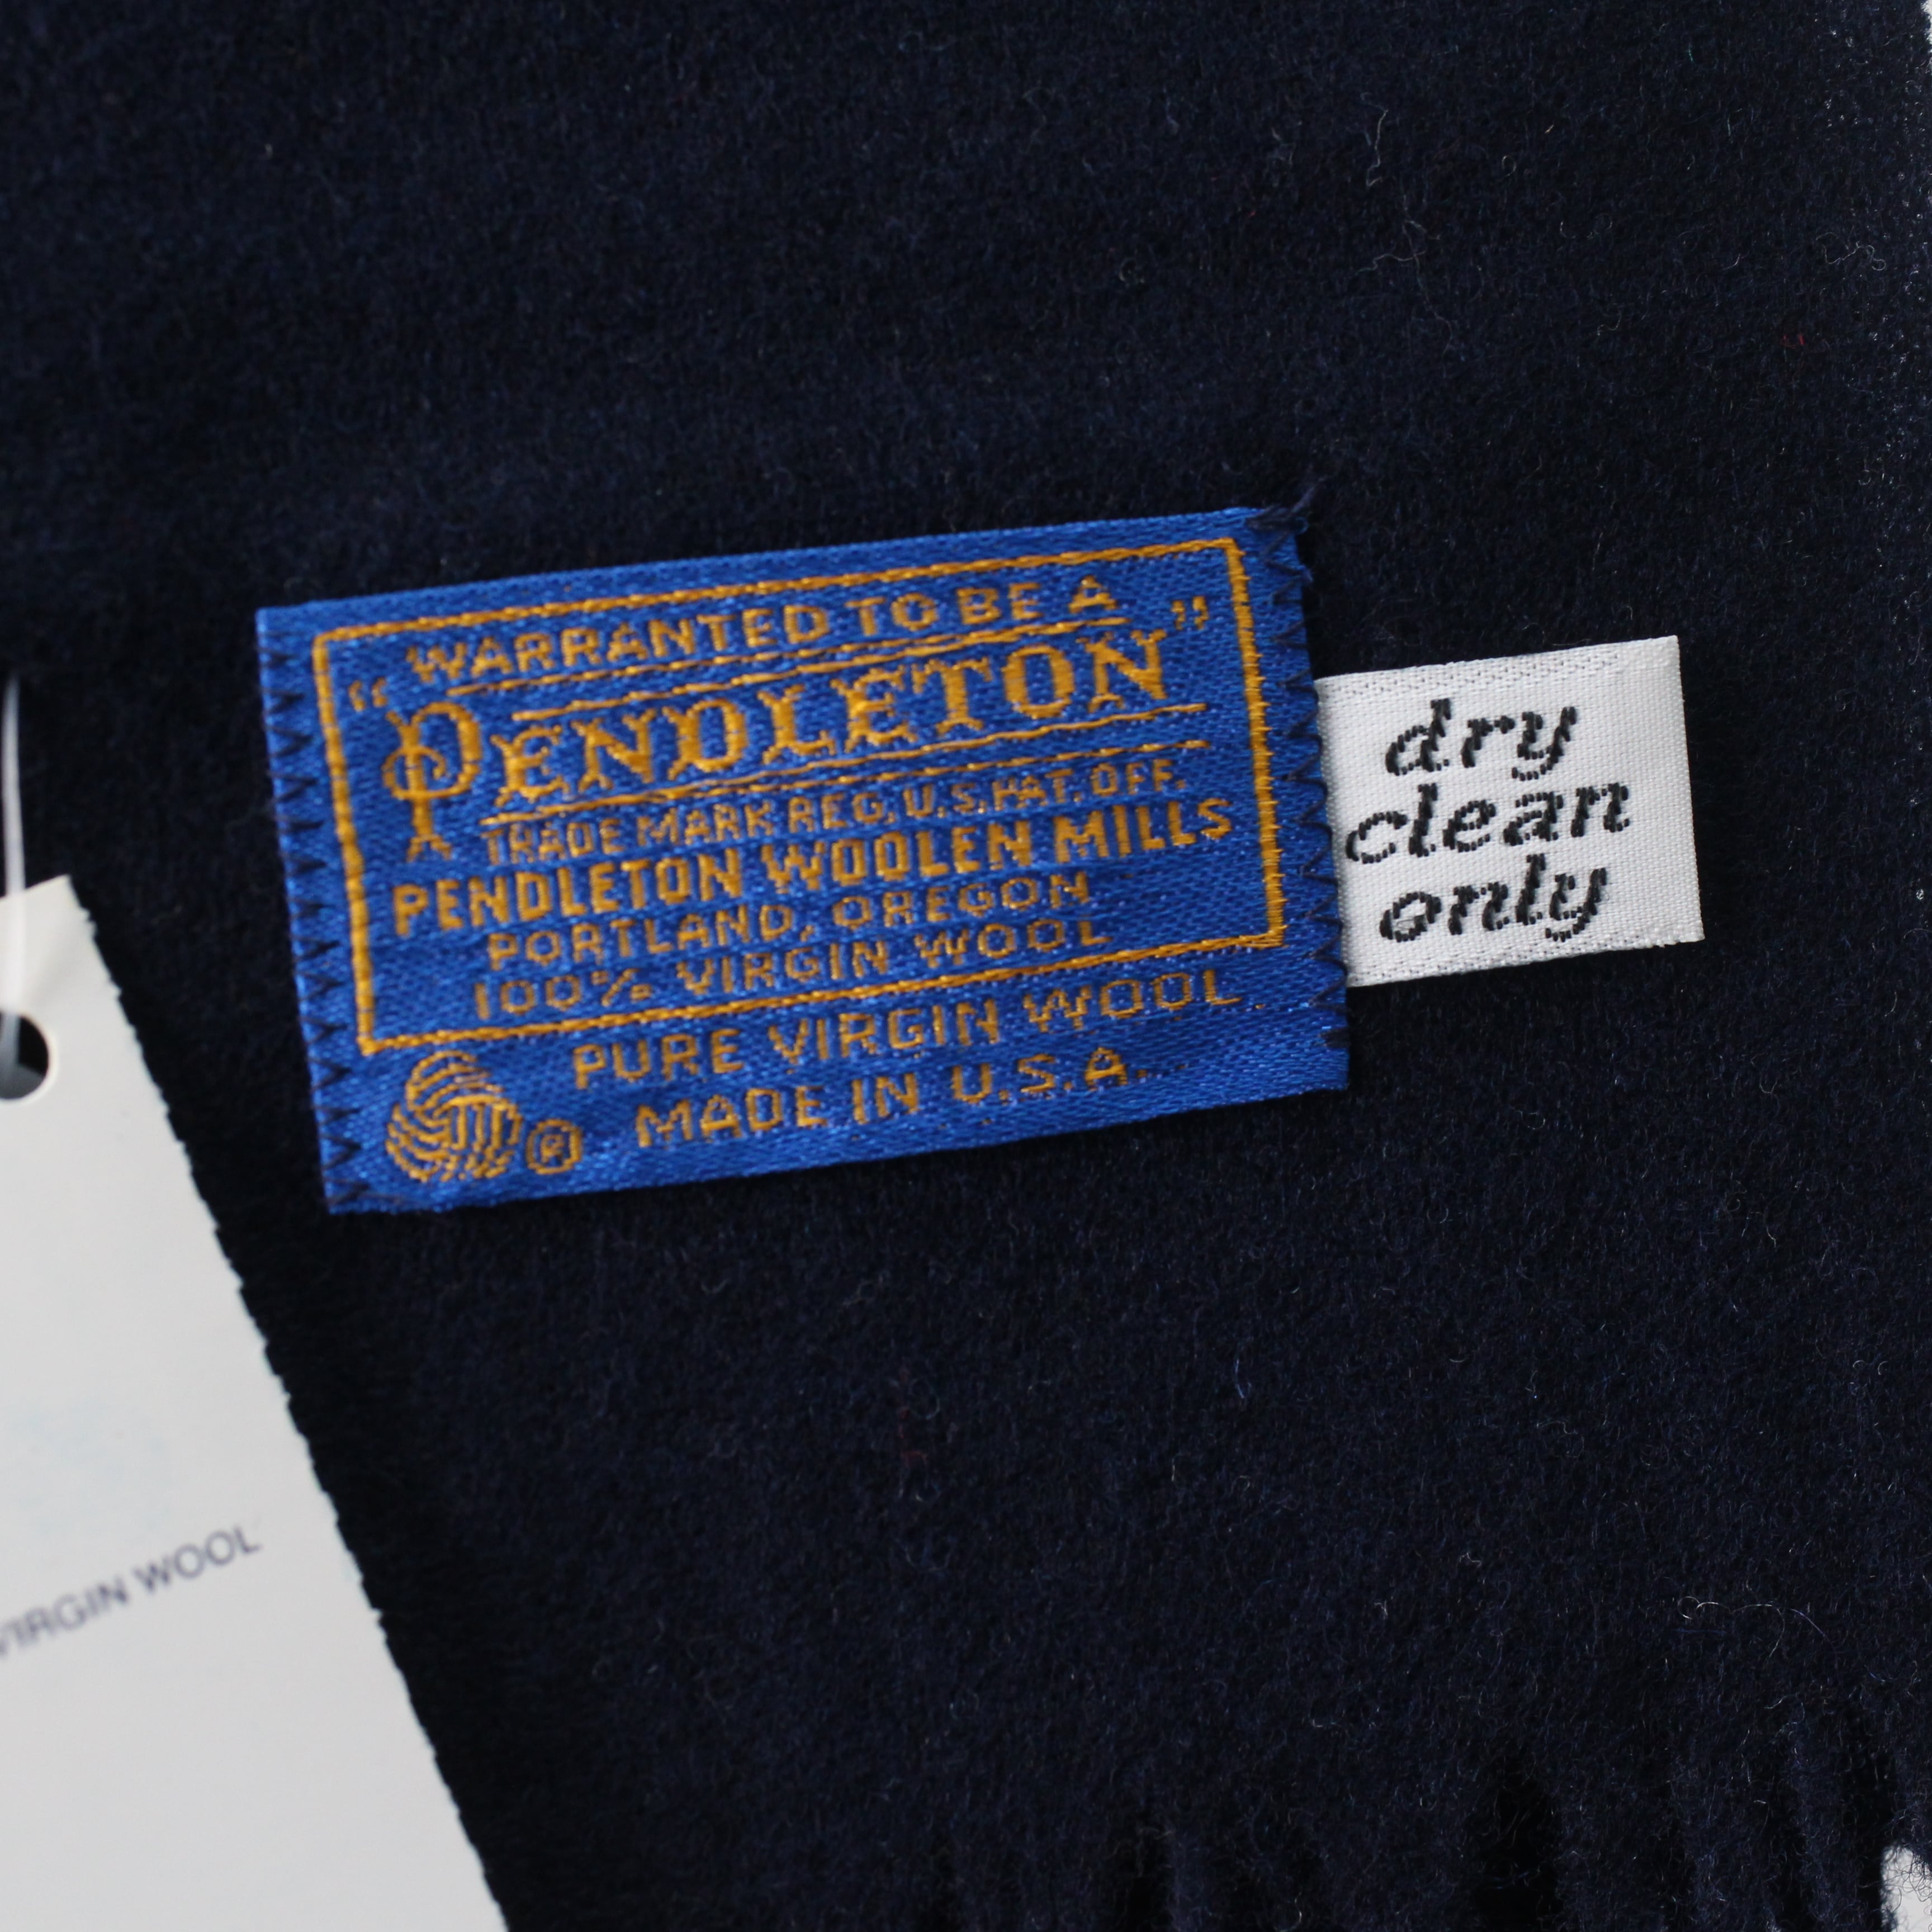 WARRANTED TO BE A
“PENDLETON”
TRADE MARK REG. U.S. PAT. OFF.
PENDLETON WOOLEN MILLS
PORTLAND, OREGON
100% VIRGIN WOOL
PURE VIRGIN WOOL
® MADE IN U.S.A.
dry
clean
only
VIRGIN WOOL